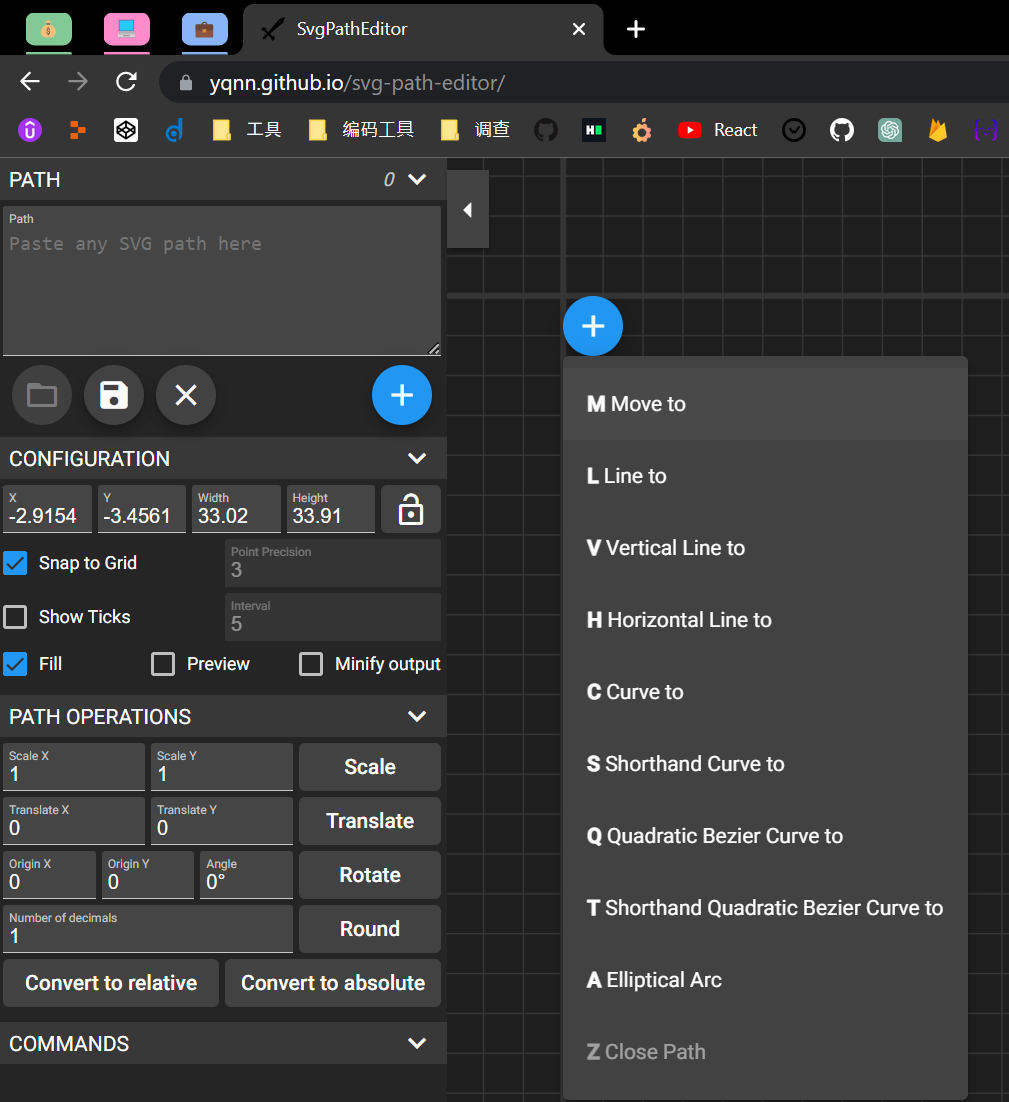 SvgPathEditor
yqnn.github.io/svg-path-editor/
工具 编码工具 调查 React
PATH 0
Path
Paste any SVG path here
CONFIGURATION
X Y Width Height
-2.9154 -3.4561 33.02 33.91
Snap to Grid
Point Precision
3
Show Ticks
Interval
5
Fill Preview Minify output
PATH OPERATIONS
Scale X Scale Y
1 1 Scale
Translate X Translate Y
0 0 Translate
Origin X Origin Y Angle
0 0 0° Rotate
Number of decimals
1 Round
Convert to relative Convert to absolute
COMMANDS
M Move to
L Line to
V Vertical Line to
H Horizontal Line to
C Curve to
S Shorthand Curve to
Q Quadratic Bezier Curve to
T Shorthand Quadratic Bezier Curve to
A Elliptical Arc
Z Close Path